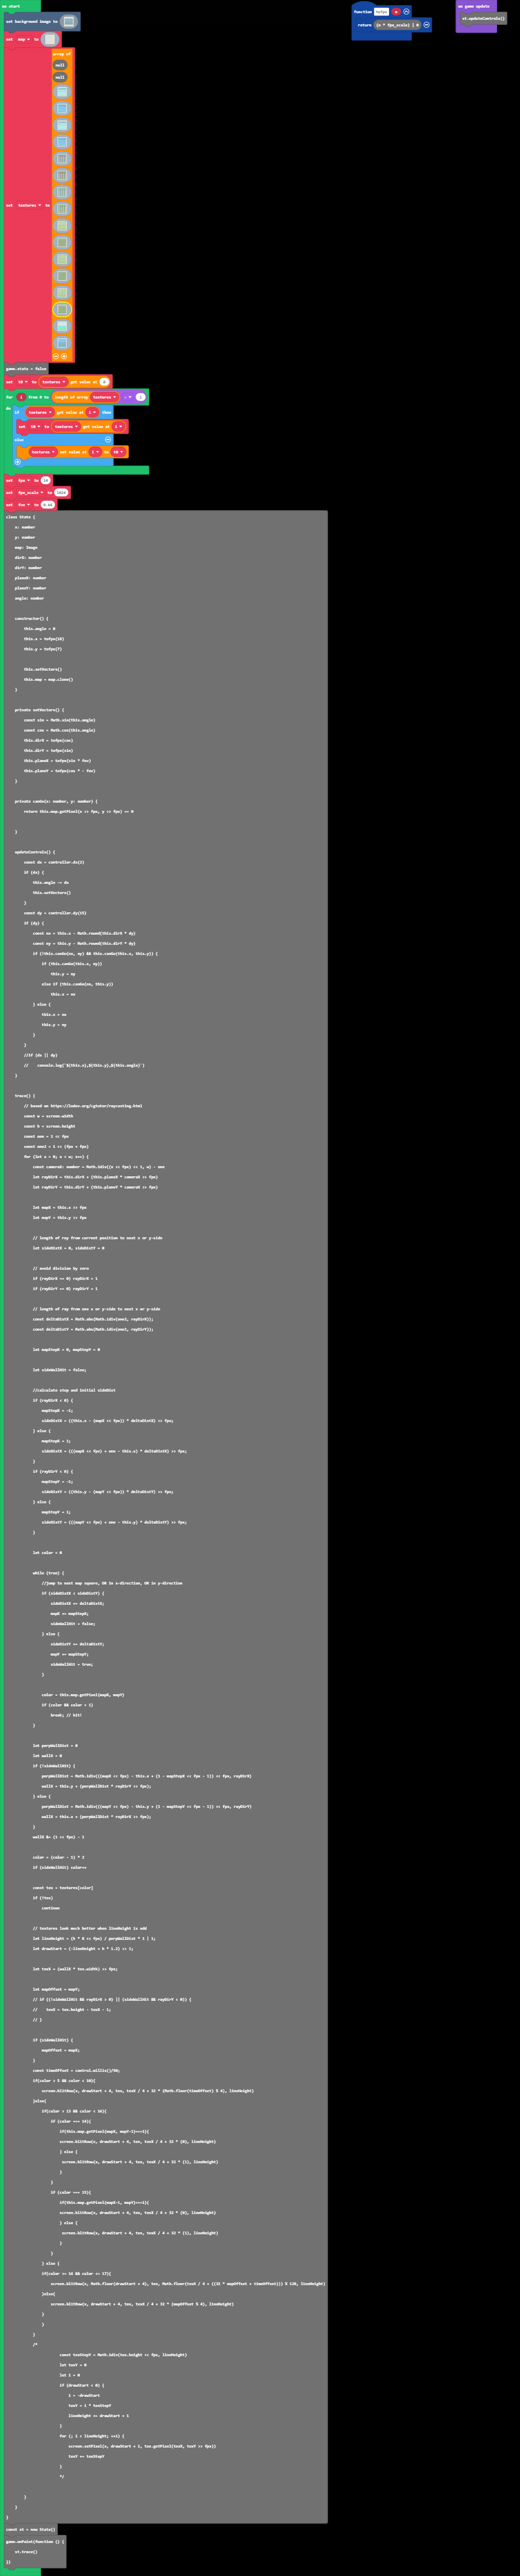 on start
set background image to
set map to
array of
null
null
set textures to
game.stats = false
set t0 to textures get value at 0
for i from 0 to length of array textures - 1
do
if textures get value at i then
set t0 to textures get value at i
else
textures set value at i to t0
set fpx to
set fpx_scale to
set fov to
class State {
x: number
y: number
map: Image
dirX: number
dirY: number
planeX: number
planeY: number
angle: number
constructor() {
this.angle = 0
this.x = tofpx(16)
this.y = tofpx(7)
this.setVectors()
this.map = map.clone()
}
private setVectors() {
const sin = Math.sin(this.angle)
const cos = Math.cos(this.angle)
this.dirX = tofpx(cos)
this.dirY = tofpx(sin)
this.planeX = tofpx(sin * fov)
this.planeY = tofpx(cos * - fov)
}
private canGo(x: number, y: number) {
return this.map.getPixel(x >> fpx, y >> fpx) == 0
}
updateControls() {
const dx = controller.dx(2)
if (dx) {
this.angle -= dx
this.setVectors()
}
const dy = controller.dy(15)
if (dy) {
const nx = this.x - Math.round(this.dirX * dy)
const ny = this.y - Math.round(this.dirY * dy)
if (!this.canGo(nx, ny) && this.canGo(this.x, this.y)) {
if (this.canGo(this.x, ny))
this.y = ny
else if (this.canGo(nx, this.y))
this.x = nx
} else {
this.x = nx
this.y = ny
}
}
//if (dx || dy)
// console.log(`${this.x},${this.y},${this.angle}`)
}
trace() {
// based on https://lodev.org/cgtutor/raycasting.html
const w = screen.width
const h = screen.height
const one = 1 << fpx
const one2 = 1 << (fpx + fpx)
for (let x = 0; x < w; x++) {
const cameraX: number = Math.idiv((x << fpx) << 1, w) - one
let rayDirX = this.dirX + (this.planeX * cameraX >> fpx)
let rayDirY = this.dirY + (this.planeY * cameraX >> fpx)
let mapX = this.x >> fpx
let mapY = this.y >> fpx
// length of ray from current position to next x or y-side
let sideDistX = 0, sideDistY = 0
// avoid division by zero
if (rayDirX == 0) rayDirX = 1
if (rayDirY == 0) rayDirY = 1
// length of ray from one x or y-side to next x or y-side
const deltaDistX = Math.abs(Math.idiv(one2, rayDirX));
const deltaDistY = Math.abs(Math.idiv(one2, rayDirY));
let mapStepX = 0, mapStepY = 0
let sideWallHit = false;
//calculate step and initial sideDist
if (rayDirX < 0) {
mapStepX = -1;
sideDistX = ((this.x - (mapX << fpx)) * deltaDistX) >> fpx;
} else {
mapStepX = 1;
sideDistX = (((mapX << fpx) + one - this.x) * deltaDistX) >> fpx;
}
if (rayDirY < 0) {
mapStepY = -1;
sideDistY = ((this.y - (mapY << fpx)) * deltaDistY) >> fpx;
} else {
mapStepY = 1;
sideDistY = (((mapY << fpx) + one - this.y) * deltaDistY) >> fpx;
}
let color = 0
while (true) {
//jump to next map square, OR in x-direction, OR in y-direction
if (sideDistX < sideDistY) {
sideDistX += deltaDistX;
mapX += mapStepX;
sideWallHit = false;
} else {
sideDistY += deltaDistY;
mapY += mapStepY;
sideWallHit = true;
}
color = this.map.getPixel(mapX, mapY)
if (color && color > 1)
break; // hit!
}
let perpWallDist = 0
let wallX = 0
if (!sideWallHit) {
perpWallDist = Math.idiv(((mapX << fpx) - this.x + (1 - mapStepX << fpx - 1)) << fpx, rayDirX)
wallX = this.y + (perpWallDist * rayDirY >> fpx);
} else {
perpWallDist = Math.idiv(((mapY << fpx) - this.y + (1 - mapStepY << fpx - 1)) << fpx, rayDirY)
wallX = this.x + (perpWallDist * rayDirX >> fpx);
}
wallX &= (1 << fpx) - 1
color = (color - 1) * 2
if (sideWallHit) color++
const tex = textures[color]
if (!tex)
continue
// textures look much better when lineHeight is odd
let drawStart = (-lineHeight + h * 1.2) >> 1;
let texX = (wallX * tex.width) >> fpx;
let mapOffset = mapY;
// if ((!sideWallHit && rayDirX > 0) || (sideWallHit && rayDirY < 0)) {
// texX = tex.height - texX - 1;
// }
if (sideWallHit) {
mapOffset = mapX;
}
const timeOffset = control.millis()/50;
if(color > 5 && color < 10){
screen.blitRow(x, drawStart + 4, tex, texX / 4 + 32 * (Math.floor(timeOffset) % 4), lineHeight)
}else{
if(color > 13 && color < 16){
if (color === 14){
if(this.map.getPixel(mapX, mapY-1)==1){
screen.blitRow(x, drawStart + 4, tex, texX / 4 + 32 * (0), lineHeight)
} else {
screen.blitRow(x, drawStart + 4, tex, texX / 4 + 32 * (1), lineHeight)
}
}
if (color === 15){
if(this.map.getPixel(mapX-1, mapY)==1){
screen.blitRow(x, drawStart + 4, tex, texX / 4 + 32 * (0), lineHeight)
} else {
screen.blitRow(x, drawStart + 4, tex, texX / 4 + 32 * (1), lineHeight)
}
}
} else {
if(color >= 16 && color <= 17){
screen.blitRow(x, Math.floor(drawStart + 4), tex, Math.floor(texX / 4 + ((32 * mapOffset + timeOffset))) % 128, lineHeight)
}else{
screen.blitRow(x, drawStart + 4, tex, texX / 4 + 32 * (mapOffset % 4), lineHeight)
}
}
}
/*
const texStepY = Math.idiv(tex.height << fpx, lineHeight)
let texY = 0
let i = 0
if (drawStart < 0) {
i = -drawStart
texY = i * texStepY
lineHeight += drawStart + 1
}
for (; i < lineHeight; ++i) {
screen.setPixel(x, drawStart + i, tex.getPixel(texX, texY >> fpx))
texY += texStepY
}
*/
}
}
}
const st = new State()
game.onPaint(function () {
st.trace()
})
function tofpx n
return (n * fpx_scale) | 0
on game update
st.updateControls()